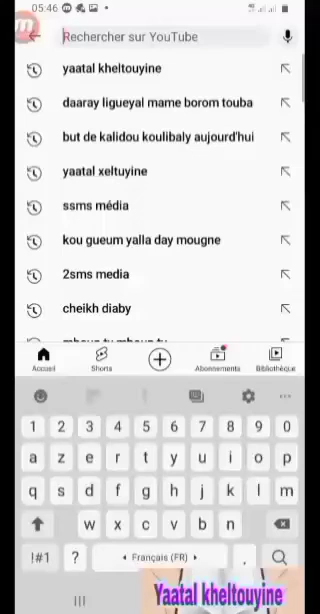 05:46
Rechercher sur YouTube
yaatal kheltouyine
daaray ligueyal mame borom touba
but de kalidou koulibaly aujourd'hui
yaatal xeltuyine
ssms média
kou gueum yalla day mougne
2sms media
cheikh diaby
Accueil Shorts Abonnements Bibliothèque
1 2 3 4 5 6 7 8 9 0
a z e r t y u i o p
q s d f g h j k l m
w x c v b n
!#1 ? Français (FR) .
Yaatal kheltouyine